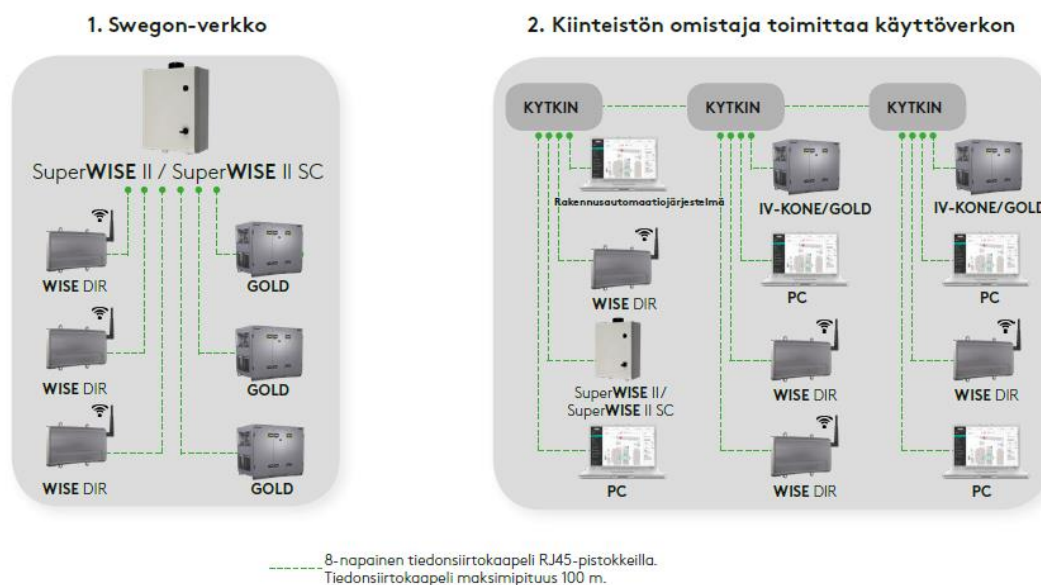 1. Swegon-verkko
SuperWISE II / SuperWISE II SC
WISE DIR
GOLD
WISE DIR
GOLD
WISE DIR
GOLD
2. Kiinteistön omistaja toimittaa käyttöverkon
KYTKIN
KYTKIN
KYTKIN
Rakennusautomaatiojärjestelmä
IV-KONE/GOLD
IV-KONE/GOLD
WISE DIR
PC
PC
SuperWISE II/
SuperWISE II SC
WISE DIR
WISE DIR
PC
WISE DIR
PC
8-napainen tiedonsiirtokaapeli RJ45-pistokkeilla.
Tiedonsiirtokaapeli maksimipituus 100 m.